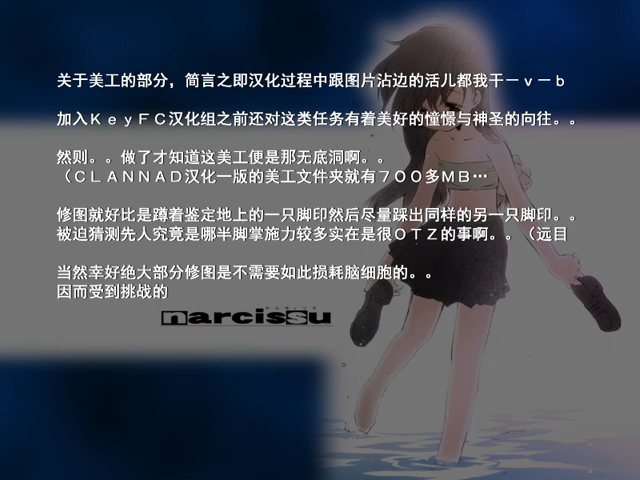 关于美工的部分，简言之即汉化过程中跟图片沾边的活儿都我干－ｖ－ｂ
加入ＫｅｙＦＣ汉化组之前还对这类任务有着美好的憧憬与神圣的向往。。
然则。。做了才知道这美工便是那无底洞啊。。
（ＣＬＡＮＮＡＤ汉化一版的美工文件夹就有７００多ＭＢ…
修图就好比是蹲着鉴定地上的一只脚印然后尽量踩出同样的另一只脚印。。
被迫猜测先人究竟是哪半脚掌施力较多实在是很ＯＴＺ的事啊。。（远目
当然幸好绝大部分修图是不需要如此损耗脑细胞的。。
因而受到挑战的
narcissu